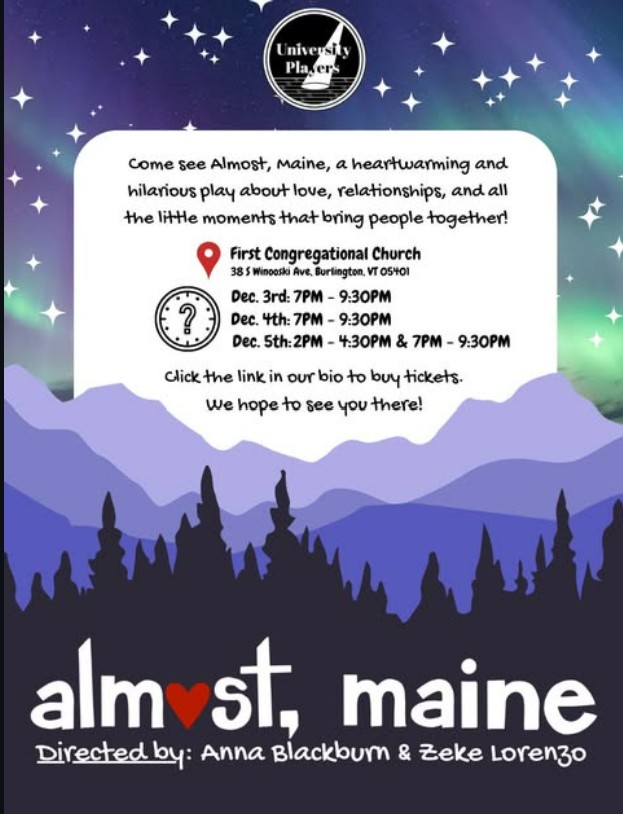 University
Players
Come see Almost, Maine, a heartwarming and
hilarious play about love, relationships, and all
the little moments that bring people together!
First Congregational Church
38 S Winooski Ave, Burlington, VT 05401
?
Dec. 3rd: 7PM - 9:30PM
Dec. 4th: 7PM - 9:30PM
Dec. 5th: 2PM - 4:30PM & 7PM - 9:30PM
Click the link in our bio to buy tickets.
We hope to see you there!
alm♥st, maine
Directed by: Anna Blackburn & Zeke Lorenzo